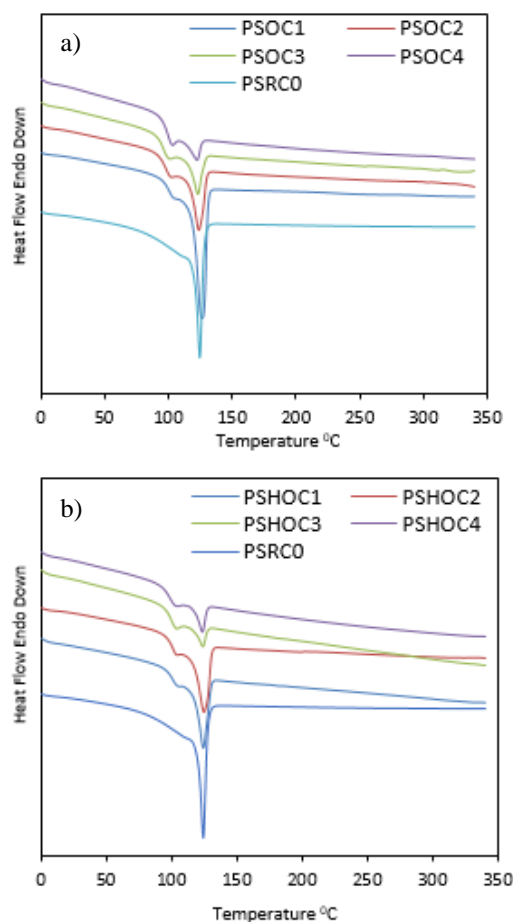 a)
PSOC1 PSOC2
PSOC3 PSOC4
PSRC0
Heat Flow Endo Down
0 50 100 150 200 250 300 350
Temperature ⁰C
b)
PSHOC1 PSHOC2
PSHOC3 PSHOC4
PSRC0
Heat Flow Endo Down
0 50 100 150 200 250 300 350
Temperature ⁰C